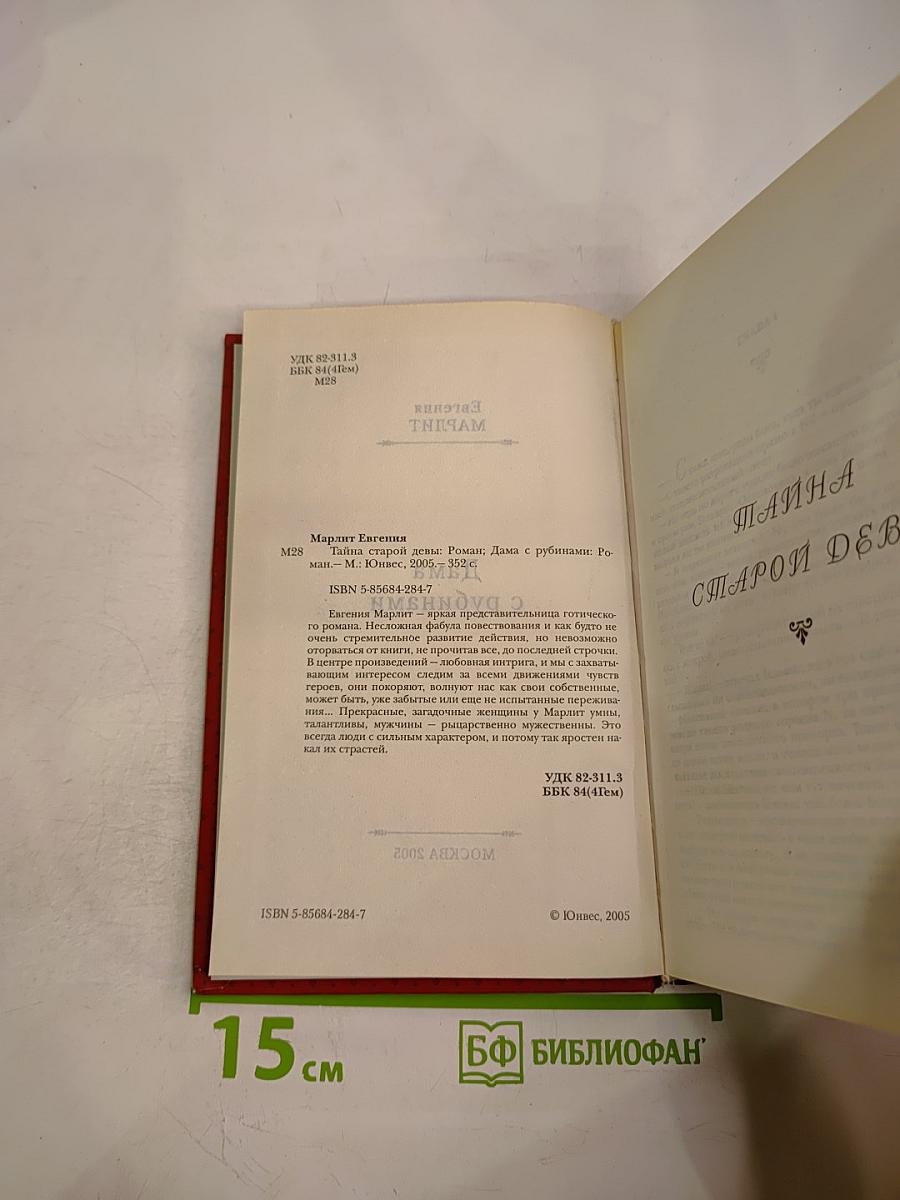 УДК 82-311.3
ББК 84(4Гем)
М28
Марлит Евгения
М28 Тайна старой девы: Роман; Дама с рубинами: Ро-
ман.— М.: Юнвес, 2005.— 352 с.
ISBN 5-85684-284-7
Евгения Марлит — яркая представительница готическо-
го романа. Несложная фабула повествования и как будто не
очень стремительное развитие действия, но невозможно
оторваться от книги, не прочитав все, до последней строчки.
В центре произведений — любовная интрига, и мы с захваты-
вающим интересом следим за всеми движениями чувств
героев, они покоряют, волнуют нас как свои собственные,
может быть, уже забытые или еще не испытанные пережива-
ния... Прекрасные, загадочные женщины у Марлит умны,
талантливы, мужчины — рыцарственно мужественны. Это
всегда люди с сильным характером, и потому так яростен на-
кал их страстей.
УДК 82-311.3
ББК 84(4Гем)
ISBN 5-85684-284-7
© Юнвес, 2005
Евгения
МАРЛИТ
Дама
с рубинами
МОСКВА 2005
ТАЙНА
СТАРОЙ ДЕВ
15 см
БФ БИБЛИОФАН